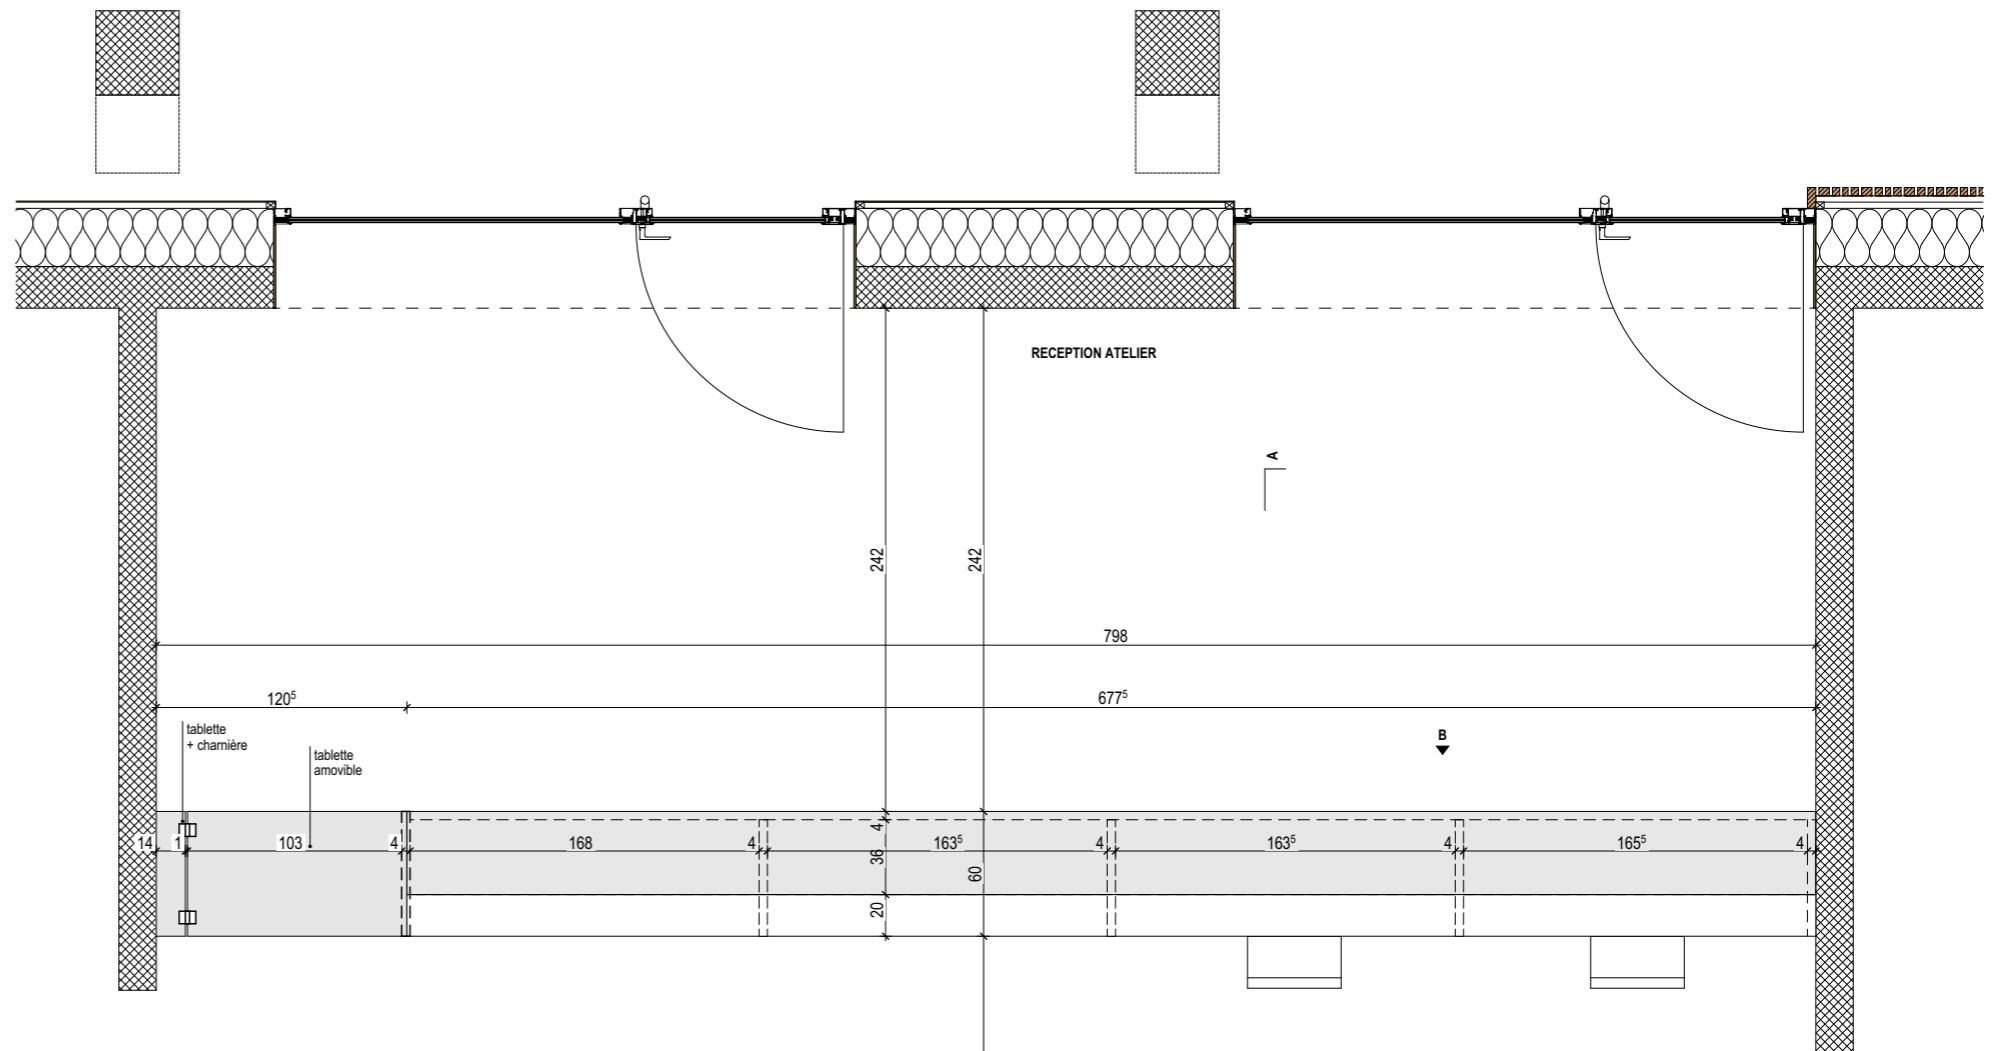 RECEPTION ATELIER
A
242
242
798
120⁵
677⁵
tablette
+ charnière
tablette
amovible
B
14 1 103 4 168 4 163⁵ 4 163⁵ 4 165⁵ 4
4
36
60
20